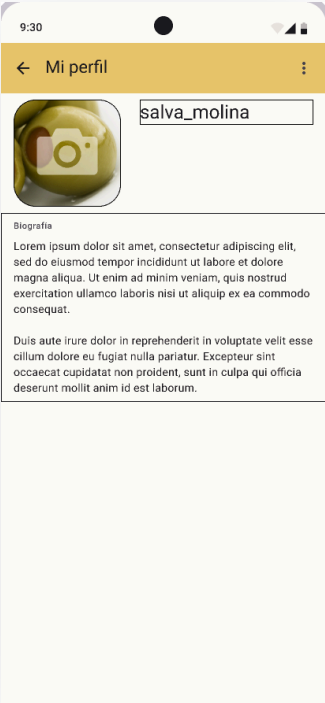 9:30
Mi perfil
salva_molina
Biografía
Lorem ipsum dolor sit amet, consectetur adipiscing elit,
sed do eiusmod tempor incididunt ut labore et dolore
magna aliqua. Ut enim ad minim veniam, quis nostrud
exercitation ullamco laboris nisi ut aliquip ex ea commodo
consequat.
Duis aute irure dolor in reprehenderit in voluptate velit esse
cillum dolore eu fugiat nulla pariatur. Excepteur sint
occaecat cupidatat non proident, sunt in culpa qui officia
deserunt mollit anim id est laborum.